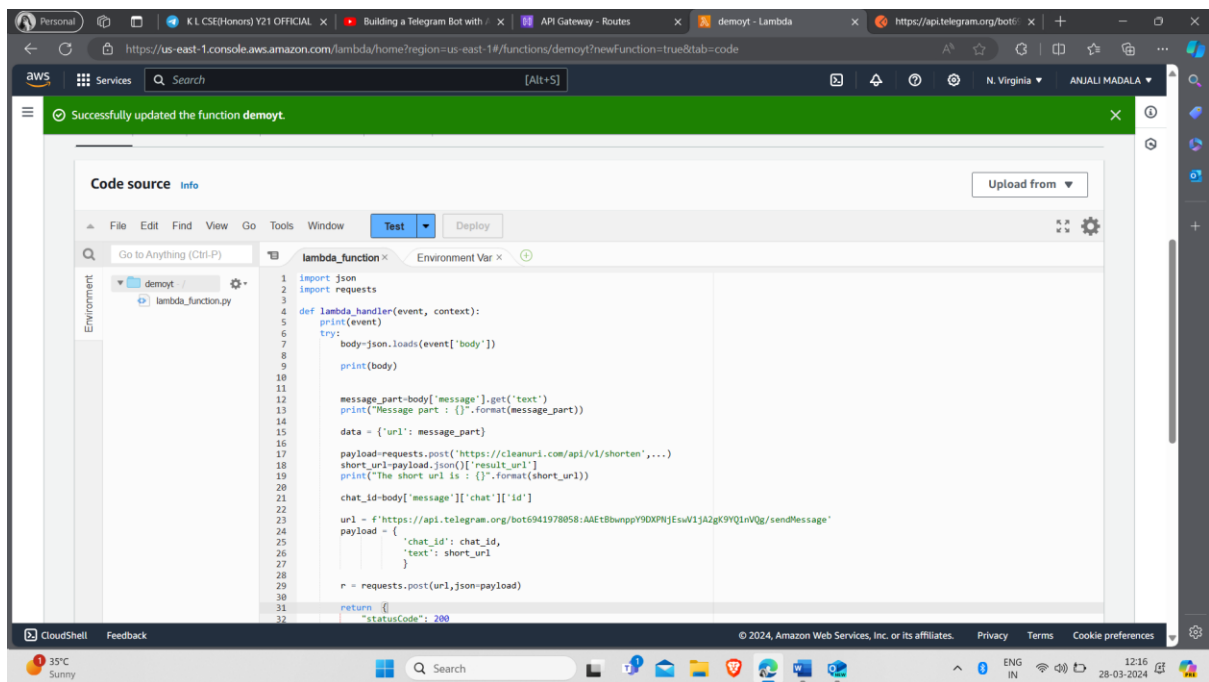 Personal
K L CSE(Honors) Y21 OFFICIAL
Building a Telegram Bot with
API Gateway - Routes
demoyt - Lambda
https://api.telegram.org/bot6
https://us-east-1.console.aws.amazon.com/lambda/home?region=us-east-1#/functions/demoyt?newFunction=true&tab=code
aws
Services
Search
[Alt+S]
N. Virginia
ANJALI MADALA
Successfully updated the function demoyt.
Code source Info
Upload from
File Edit Find View Go Tools Window
Test
Deploy
Go to Anything (Ctrl-P)
lambda_function
Environment Var
Environment
demoyt - /
lambda_function.py
1 import json
2 import requests
3
4 def lambda_handler(event, context):
5 print(event)
6 try:
7 body=json.loads(event['body'])
8
9 print(body)
10
11
12 message_part=body['message'].get('text')
13 print("Message part : {}".format(message_part))
14
15 data = {'url': message_part}
16
17 payload=requests.post('https://cleanuri.com/api/v1/shorten',...)
18 short_url=payload.json()['result_url']
19 print("The short url is : {}".format(short_url))
20
21 chat_id=body['message']['chat']['id']
22
23 url = f'https://api.telegram.org/bot6941978058:AAEtBbwnppY9DXPNjEswV1jA2gK9YQ1nVQg/sendMessage'
24 payload = {
25 'chat_id': chat_id,
26 'text': short_url
27 }
28
29 r = requests.post(url,json=payload)
30
31 return {
32 "statusCode": 200
CloudShell
Feedback
© 2024, Amazon Web Services, Inc. or its affiliates.
Privacy
Terms
Cookie preferences
1
35°C
Sunny
Search
ENG
IN
12:16
28-03-2024